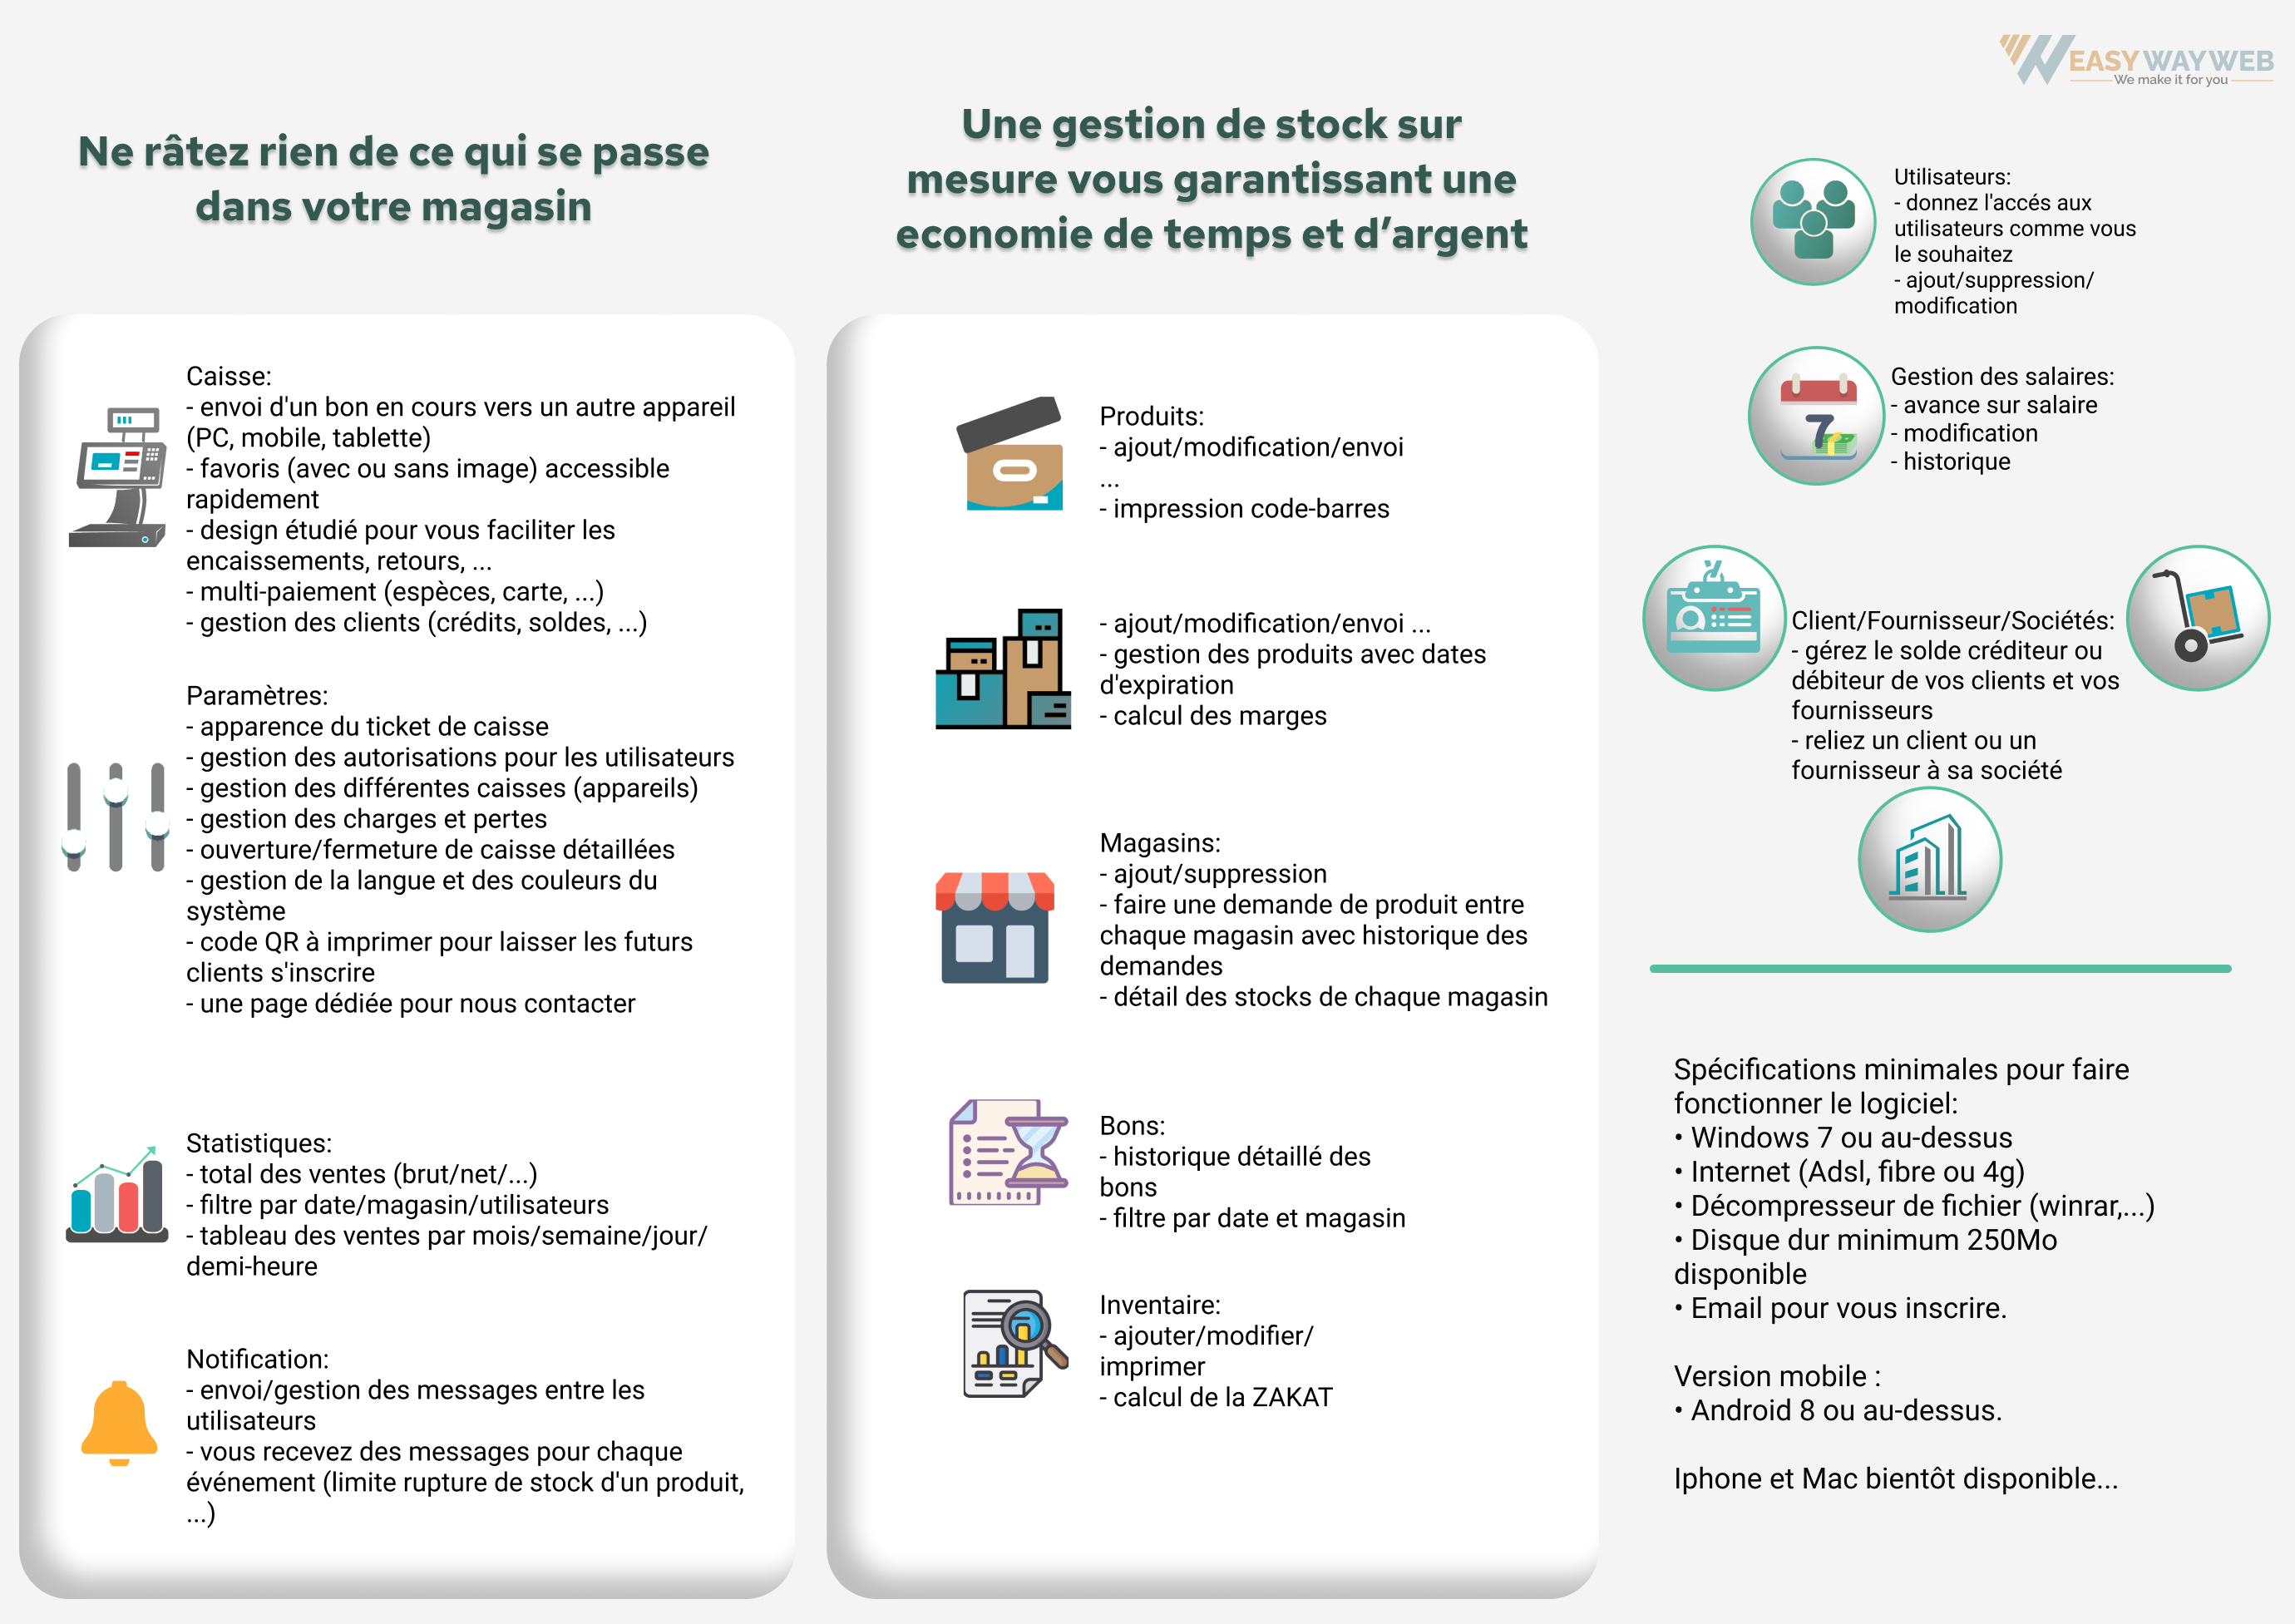 EASYWAYWEB
We make it for you
Ne râtez rien de ce qui se passe
dans votre magasin
Caisse:
- envoi d'un bon en cours vers un autre appareil
(PC, mobile, tablette)
- favoris (avec ou sans image) accessible
rapidement
- design étudié pour vous faciliter les
encaissements, retours, ...
- multi-paiement (espèces, carte, ...)
- gestion des clients (crédits, soldes, ...)
Paramètres:
- apparence du ticket de caisse
- gestion des autorisations pour les utilisateurs
- gestion des différentes caisses (appareils)
- gestion des charges et pertes
- ouverture/fermeture de caisse détaillées
- gestion de la langue et des couleurs du
système
- code QR à imprimer pour laisser les futurs
clients s'inscrire
- une page dédiée pour nous contacter
Statistiques:
- total des ventes (brut/net/...)
- filtre par date/magasin/utilisateurs
- tableau des ventes par mois/semaine/jour/
demi-heure
Notification:
- envoi/gestion des messages entre les
utilisateurs
- vous recevez des messages pour chaque
événement (limite rupture de stock d'un produit,
...)
Une gestion de stock sur
mesure vous garantissant une
economie de temps et d’argent
Produits:
- ajout/modification/envoi
...
- impression code-barres
- ajout/modification/envoi ...
- gestion des produits avec dates
d'expiration
- calcul des marges
Magasins:
- ajout/suppression
- faire une demande de produit entre
chaque magasin avec historique des
demandes
- détail des stocks de chaque magasin
Bons:
- historique détaillé des
bons
- filtre par date et magasin
Inventaire:
- ajouter/modifier/
imprimer
- calcul de la ZAKAT
Utilisateurs:
- donnez l'accés aux
utilisateurs comme vous
le souhaitez
- ajout/suppression/
modification
7
Gestion des salaires:
- avance sur salaire
- modification
- historique
Client/Fournisseur/Sociétés:
- gérez le solde créditeur ou
débiteur de vos clients et vos
fournisseurs
- reliez un client ou un
fournisseur à sa société
Spécifications minimales pour faire
fonctionner le logiciel:
• Windows 7 ou au-dessus
• Internet (Adsl, fibre ou 4g)
• Décompresseur de fichier (winrar,...)
• Disque dur minimum 250Mo
disponible
• Email pour vous inscrire.
Version mobile :
• Android 8 ou au-dessus.
Iphone et Mac bientôt disponible...